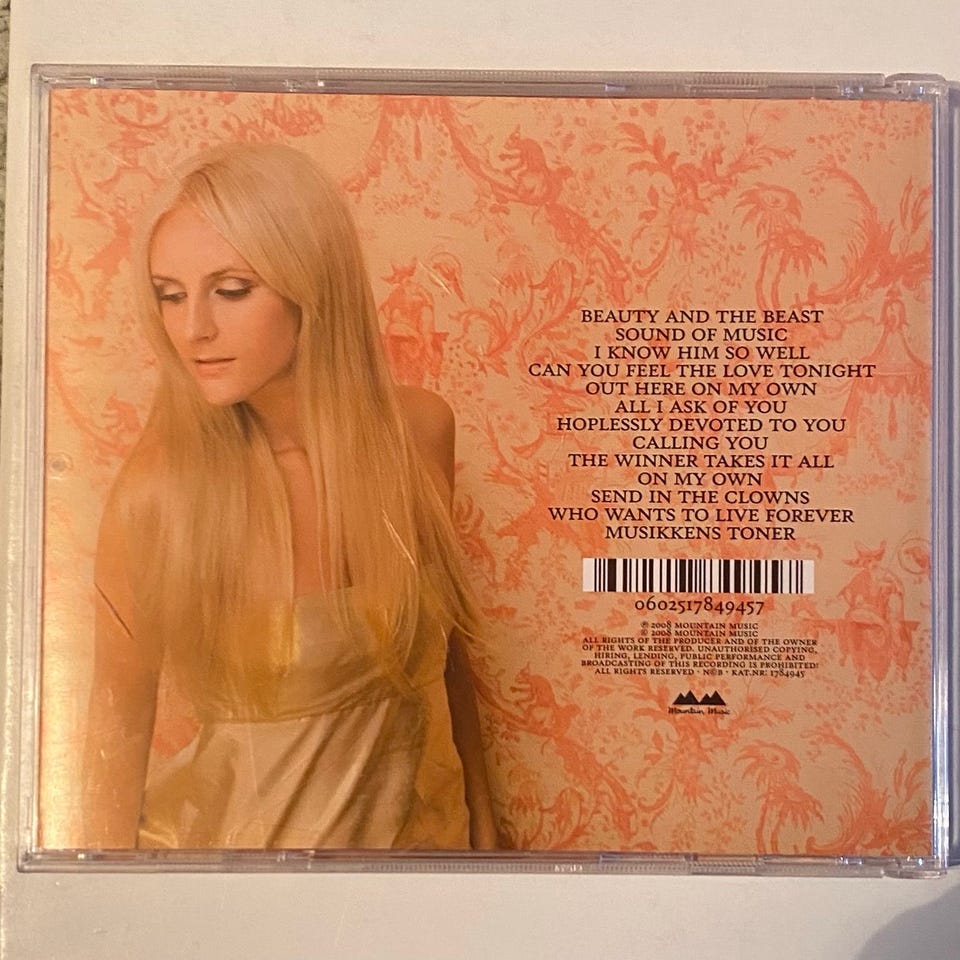 BEAUTY AND THE BEAST
SOUND OF MUSIC
I KNOW HIM SO WELL
CAN YOU FEEL THE LOVE TONIGHT
OUT HERE ON MY OWN
ALL I ASK OF YOU
HOPLESSLY DEVOTED TO YOU
CALLING YOU
THE WINNER TAKES IT ALL
ON MY OWN
SEND IN THE CLOWNS
WHO WANTS TO LIVE FOREVER
MUSIKKENS TONER
0602517849457
℗ 2008 MOUNTAIN MUSIC
© 2008 MOUNTAIN MUSIC
ALL RIGHTS OF THE PRODUCER AND OF THE OWNER
OF THE WORK RESERVED. UNAUTHORISED COPYING,
HIRING, LENDING, PUBLIC PERFORMANCE AND
BROADCASTING OF THIS RECORDING IS PROHIBITED!
ALL RIGHTS RESERVED · N©B · KAT.NR: 1784945
Mountain Music